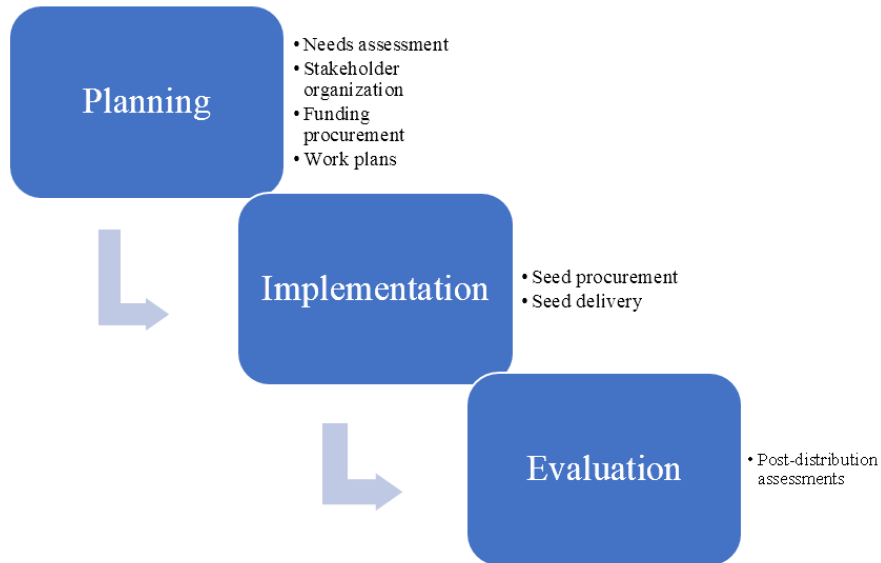 Planning
• Needs assessment
• Stakeholder
organization
• Funding
procurement
• Work plans
Implementation
• Seed procurement
• Seed delivery
Evaluation
• Post-distribution
assessments